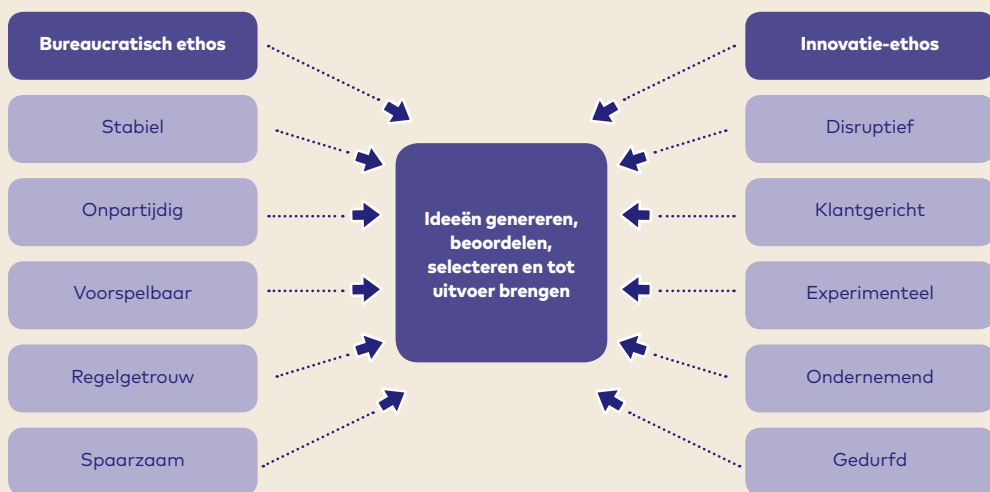 Bureaucratisch ethos
Stabiel
Onpartijdig
Voorspelbaar
Regelgetrouw
Spaarzaam
Ideeën genereren,
beoordelen,
selecteren en tot
uitvoer brengen
Innovatie-ethos
Disruptief
Klantgericht
Experimenteel
Ondernemend
Gedurfd